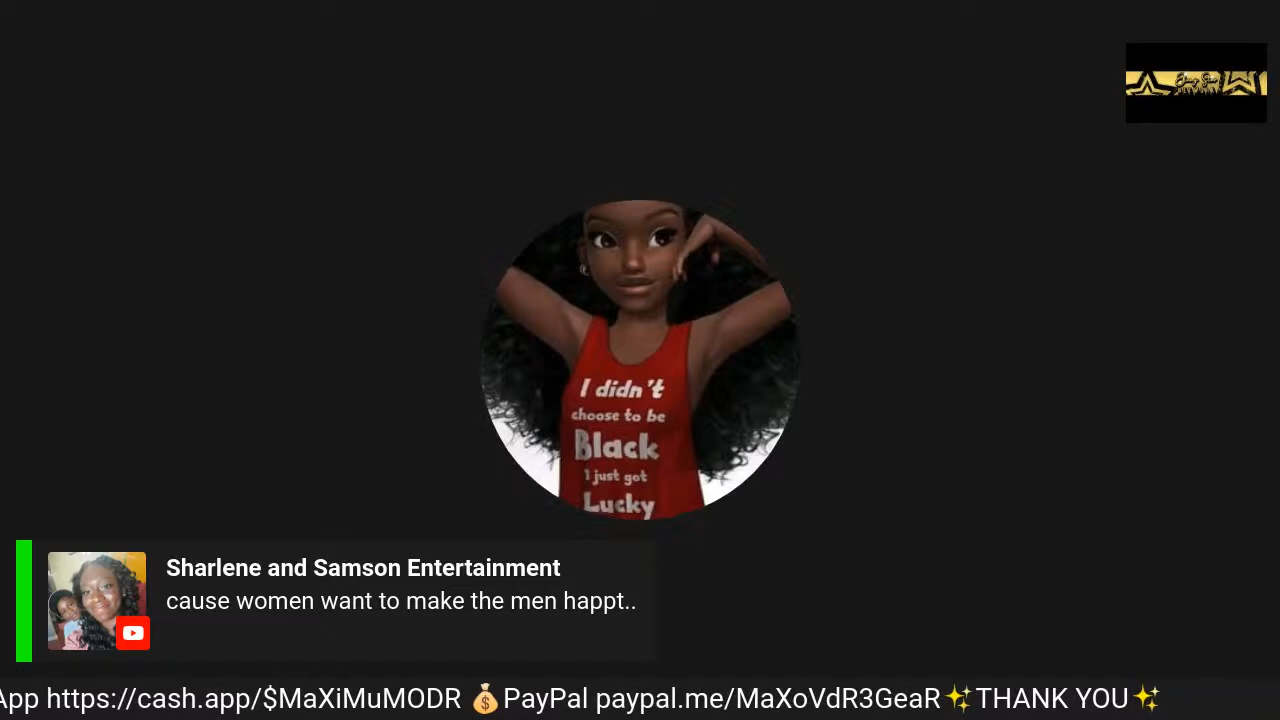 I didn't
choose to be
Black
I just got
Lucky
Sharlene and Samson Entertainment
cause women want to make the men happt..
App https://cash.app/$MaXiMuMODR 💰PayPal paypal.me/MaXoVdR3GeaR✨THANK YOU✨